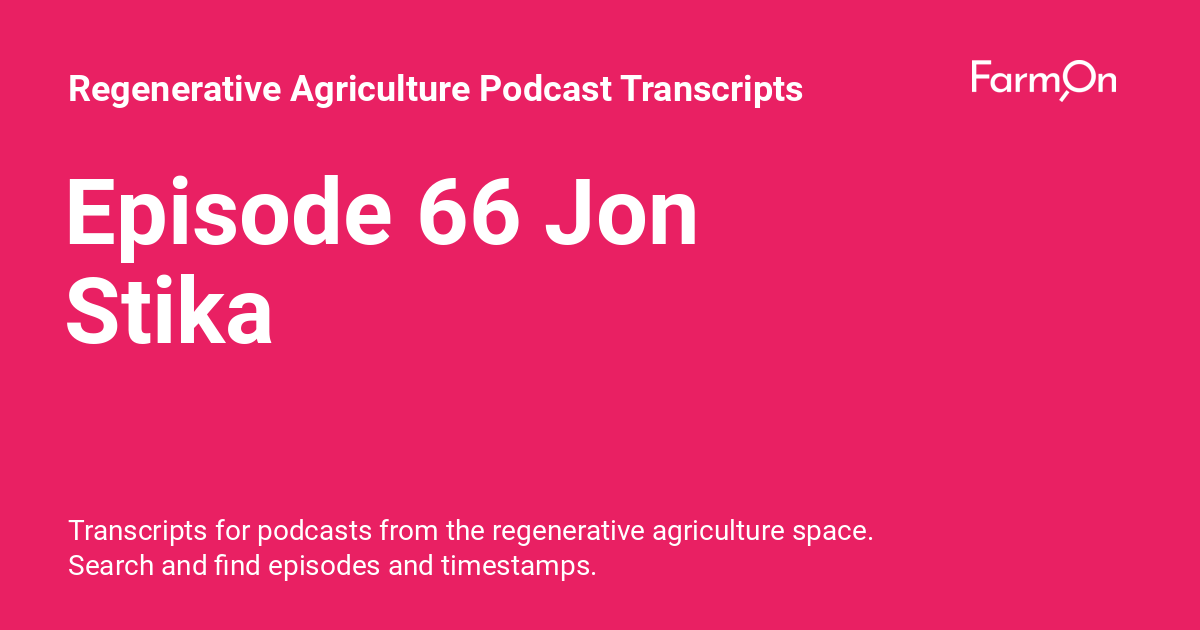 Regenerative Agriculture Podcast Transcripts
FarmOn
Episode 66 Jon
Stika
Transcripts for podcasts from the regenerative agriculture space.
Search and find episodes and timestamps.